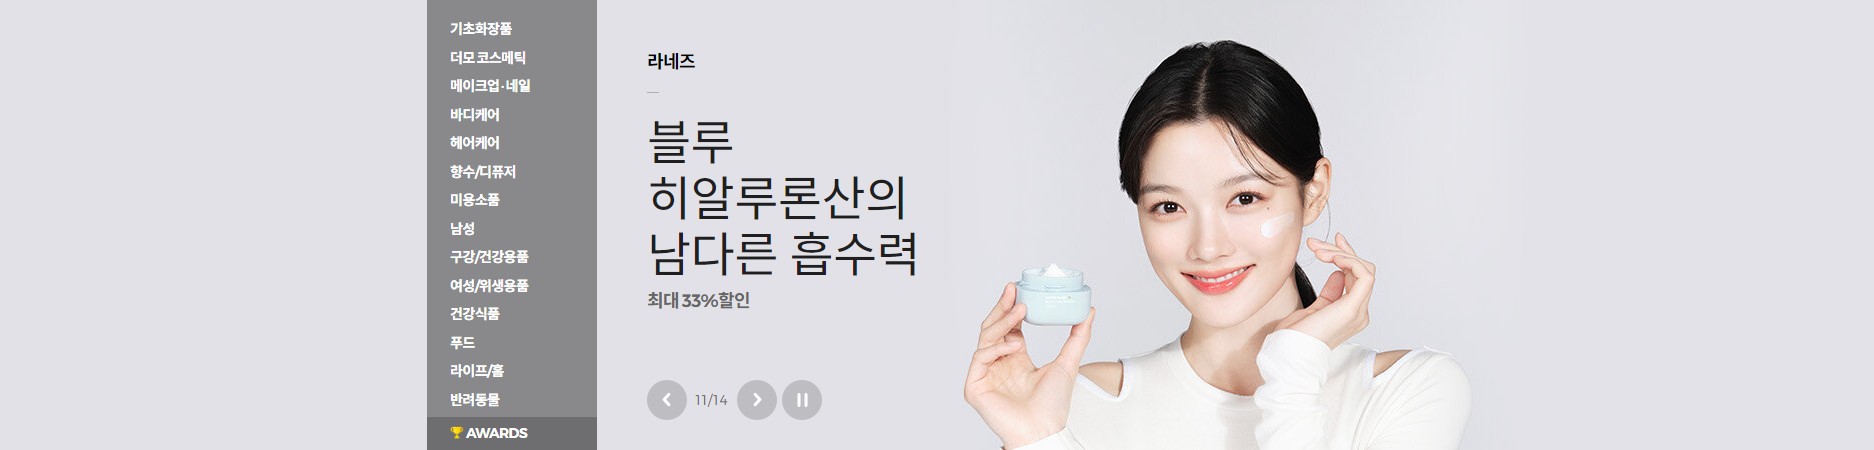 기초화장품
더모 코스메틱
메이크업·네일
바디케어
헤어케어
향수/디퓨저
미용소품
남성
구강/건강용품
여성/위생용품
건강식품
푸드
라이프/홈
반려동물
AWARDS
라네즈
블루
히알루론산의
남다른 흡수력
최대 33%할인
11/14